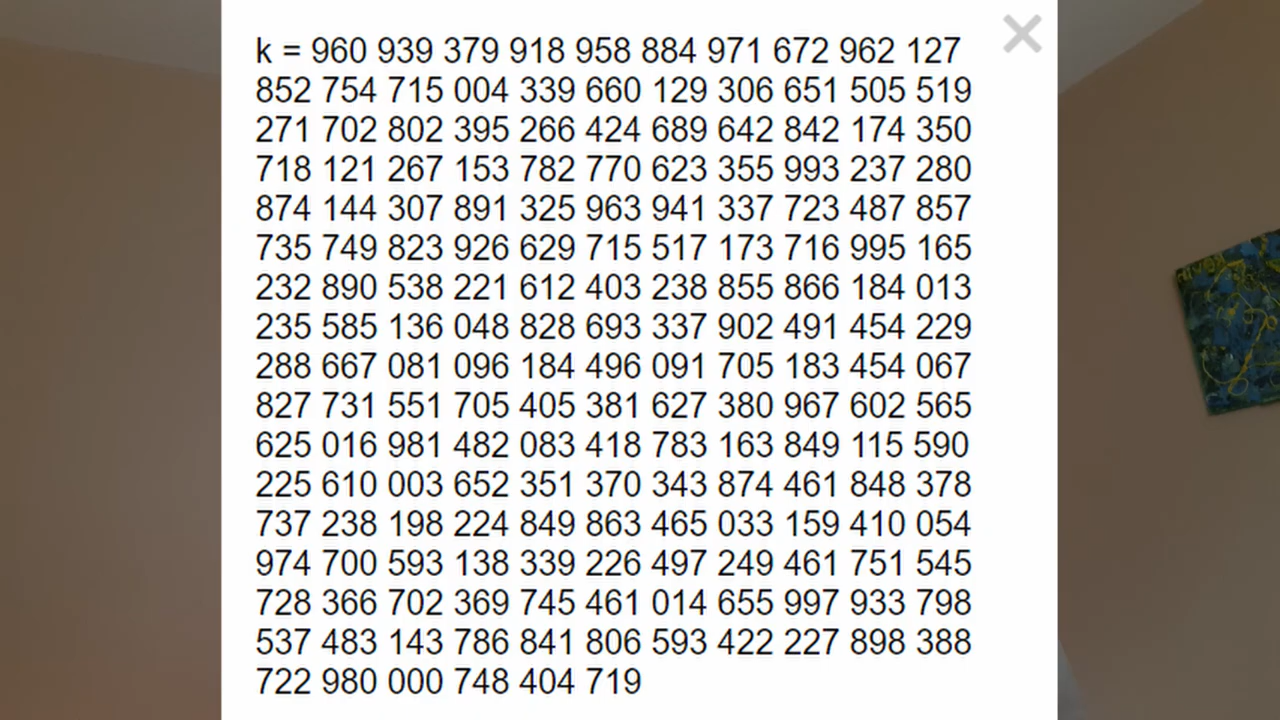 k = 960 939 379 918 958 884 971 672 962 127
852 754 715 004 339 660 129 306 651 505 519
271 702 802 395 266 424 689 642 842 174 350
718 121 267 153 782 770 623 355 993 237 280
874 144 307 891 325 963 941 337 723 487 857
735 749 823 926 629 715 517 173 716 995 165
232 890 538 221 612 403 238 855 866 184 013
235 585 136 048 828 693 337 902 491 454 229
288 667 081 096 184 496 091 705 183 454 067
827 731 551 705 405 381 627 380 967 602 565
625 016 981 482 083 418 783 163 849 115 590
225 610 003 652 351 370 343 874 461 848 378
737 238 198 224 849 863 465 033 159 410 054
974 700 593 138 339 226 497 249 461 751 545
728 366 702 369 745 461 014 655 997 933 798
537 483 143 786 841 806 593 422 227 898 388
722 980 000 748 404 719